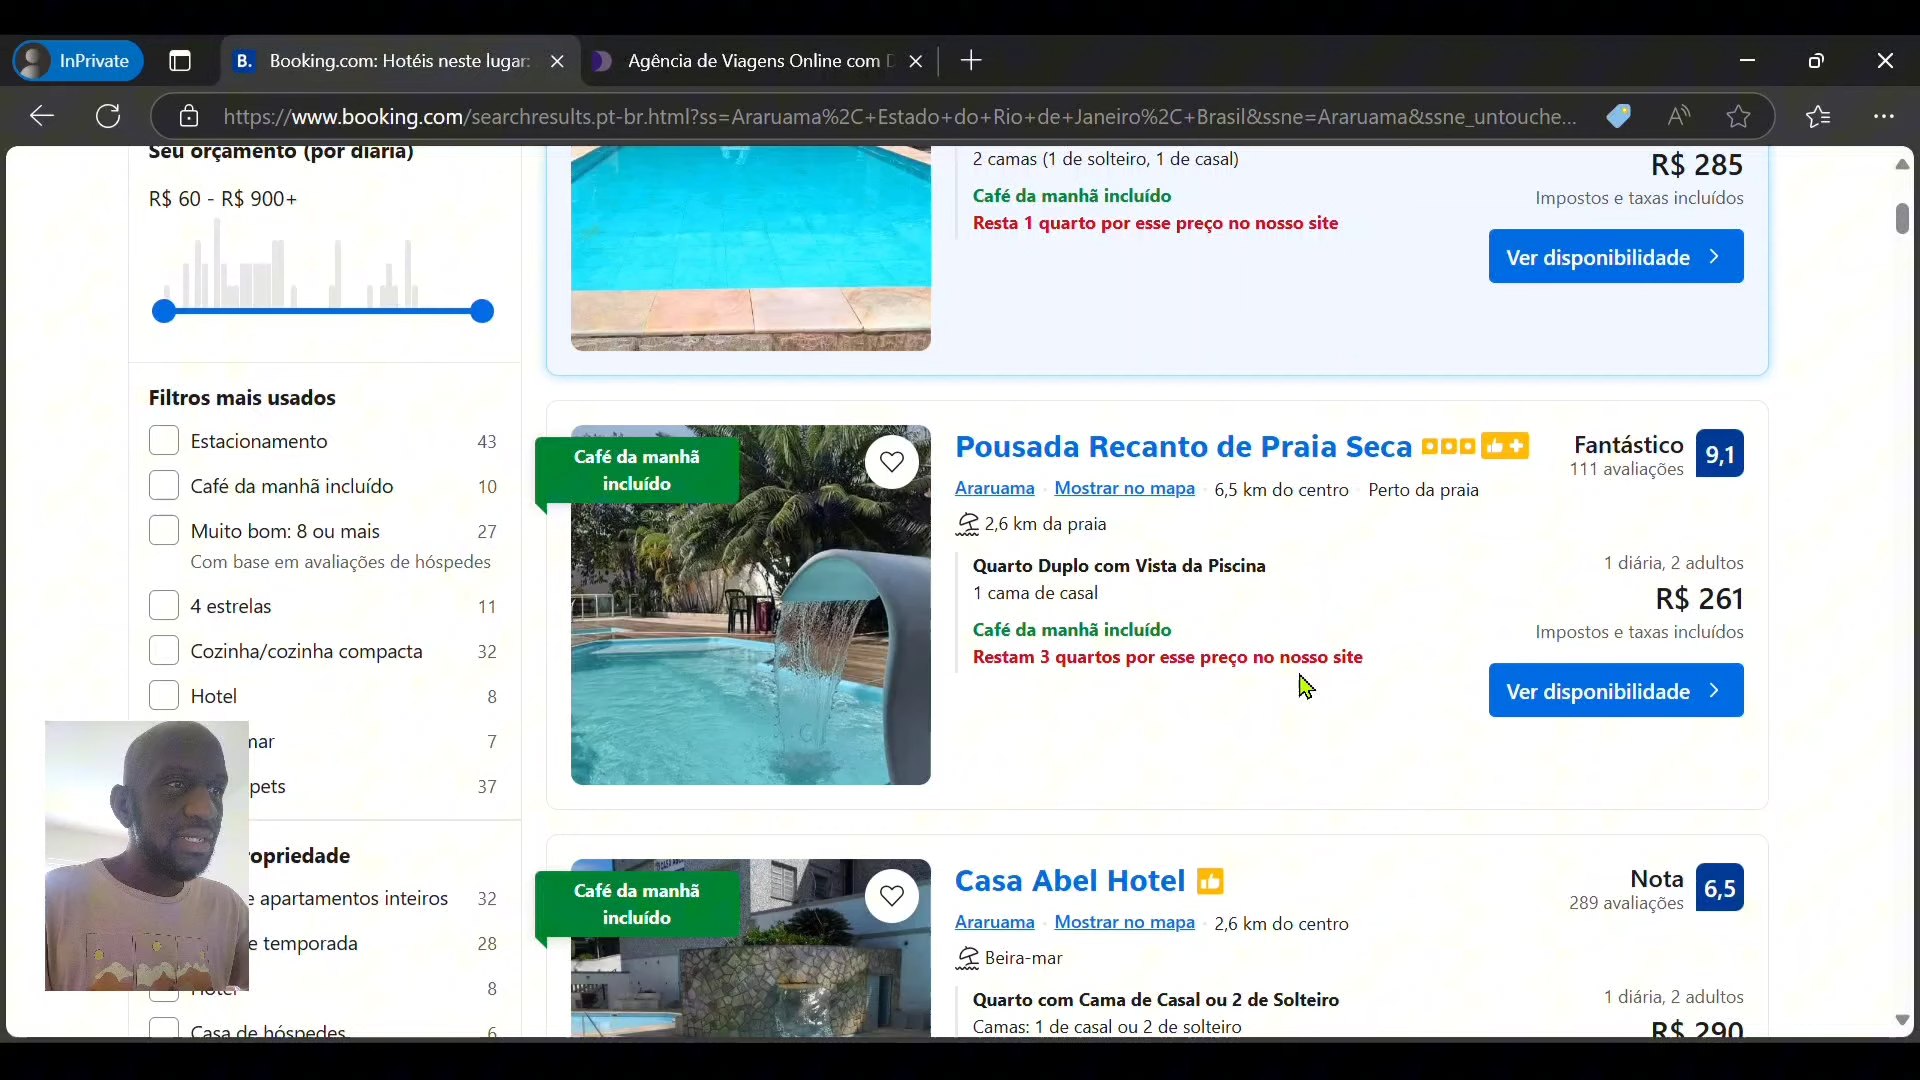 InPrivate
B. Booking.com: Hotéis neste lugar:
Agência de Viagens Online com
https://www.booking.com/searchresults.pt-br.html?ss=Araruama%2C+Estado+do+Rio+de+Janeiro%2C+Brasil&ssne=Araruama&ssne_untouche...
Seu orçamento (por diária)
R$ 60 - R$ 900+
Filtros mais usados
Estacionamento 43
Café da manhã incluído 10
Muito bom: 8 ou mais 27
Com base em avaliações de hóspedes
4 estrelas 11
Cozinha/cozinha compacta 32
Hotel 8
mar 7
pets 37
ropriedade
e apartamentos inteiros 32
e temporada 28
Hotel 8
Casa de hóspedes 6
2 camas (1 de solteiro, 1 de casal)
Café da manhã incluído
Resta 1 quarto por esse preço no nosso site
R$ 285
Impostos e taxas incluídos
Ver disponibilidade
Café da manhã
incluído
Pousada Recanto de Praia Seca
Fantástico
111 avaliações
9,1
Araruama Mostrar no mapa 6,5 km do centro Perto da praia
2,6 km da praia
Quarto Duplo com Vista da Piscina
1 cama de casal
Café da manhã incluído
Restam 3 quartos por esse preço no nosso site
1 diária, 2 adultos
R$ 261
Impostos e taxas incluídos
Ver disponibilidade
Café da manhã
incluído
Casa Abel Hotel
Nota
289 avaliações
6,5
Araruama Mostrar no mapa 2,6 km do centro
Beira-mar
Quarto com Cama de Casal ou 2 de Solteiro
Camas: 1 de casal ou 2 de solteiro
1 diária, 2 adultos
R$ 290